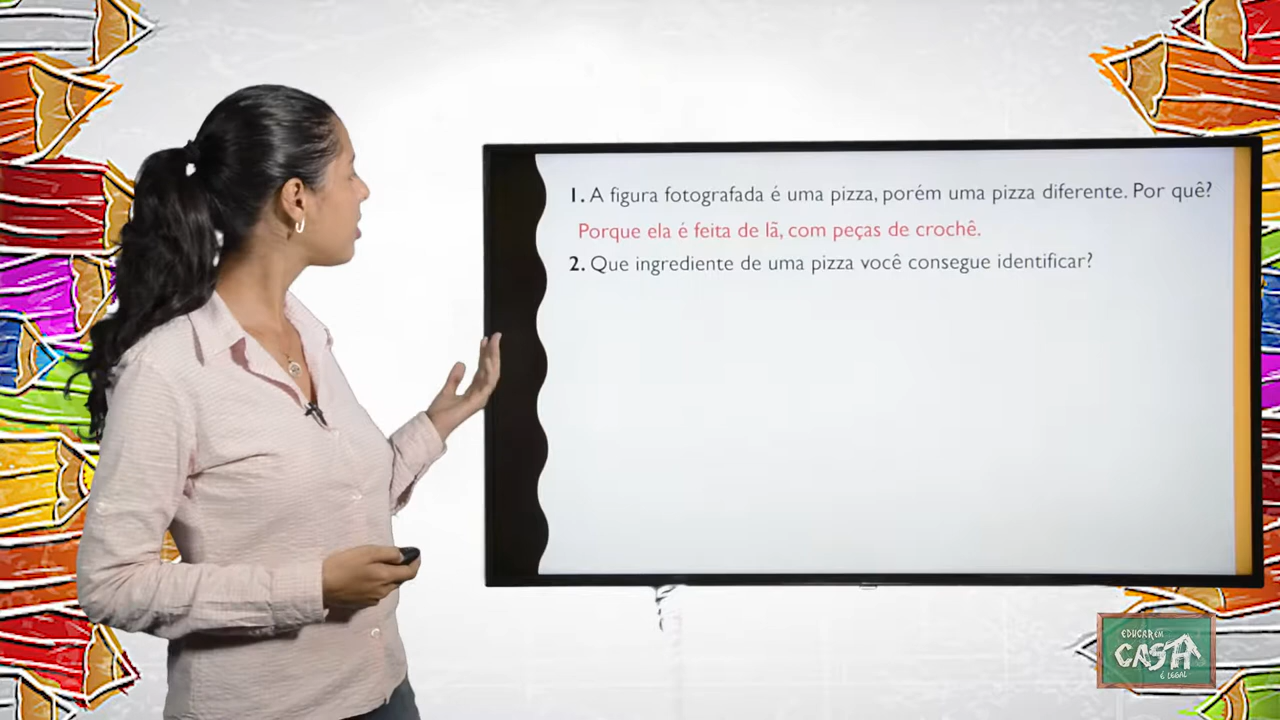 1. A figura fotografada é uma pizza, porém uma pizza diferente. Por quê?
Porque ela é feita de lã, com peças de crochê.
2. Que ingrediente de uma pizza você consegue identificar?
EDUCAR EM
CASA
É LEGAL